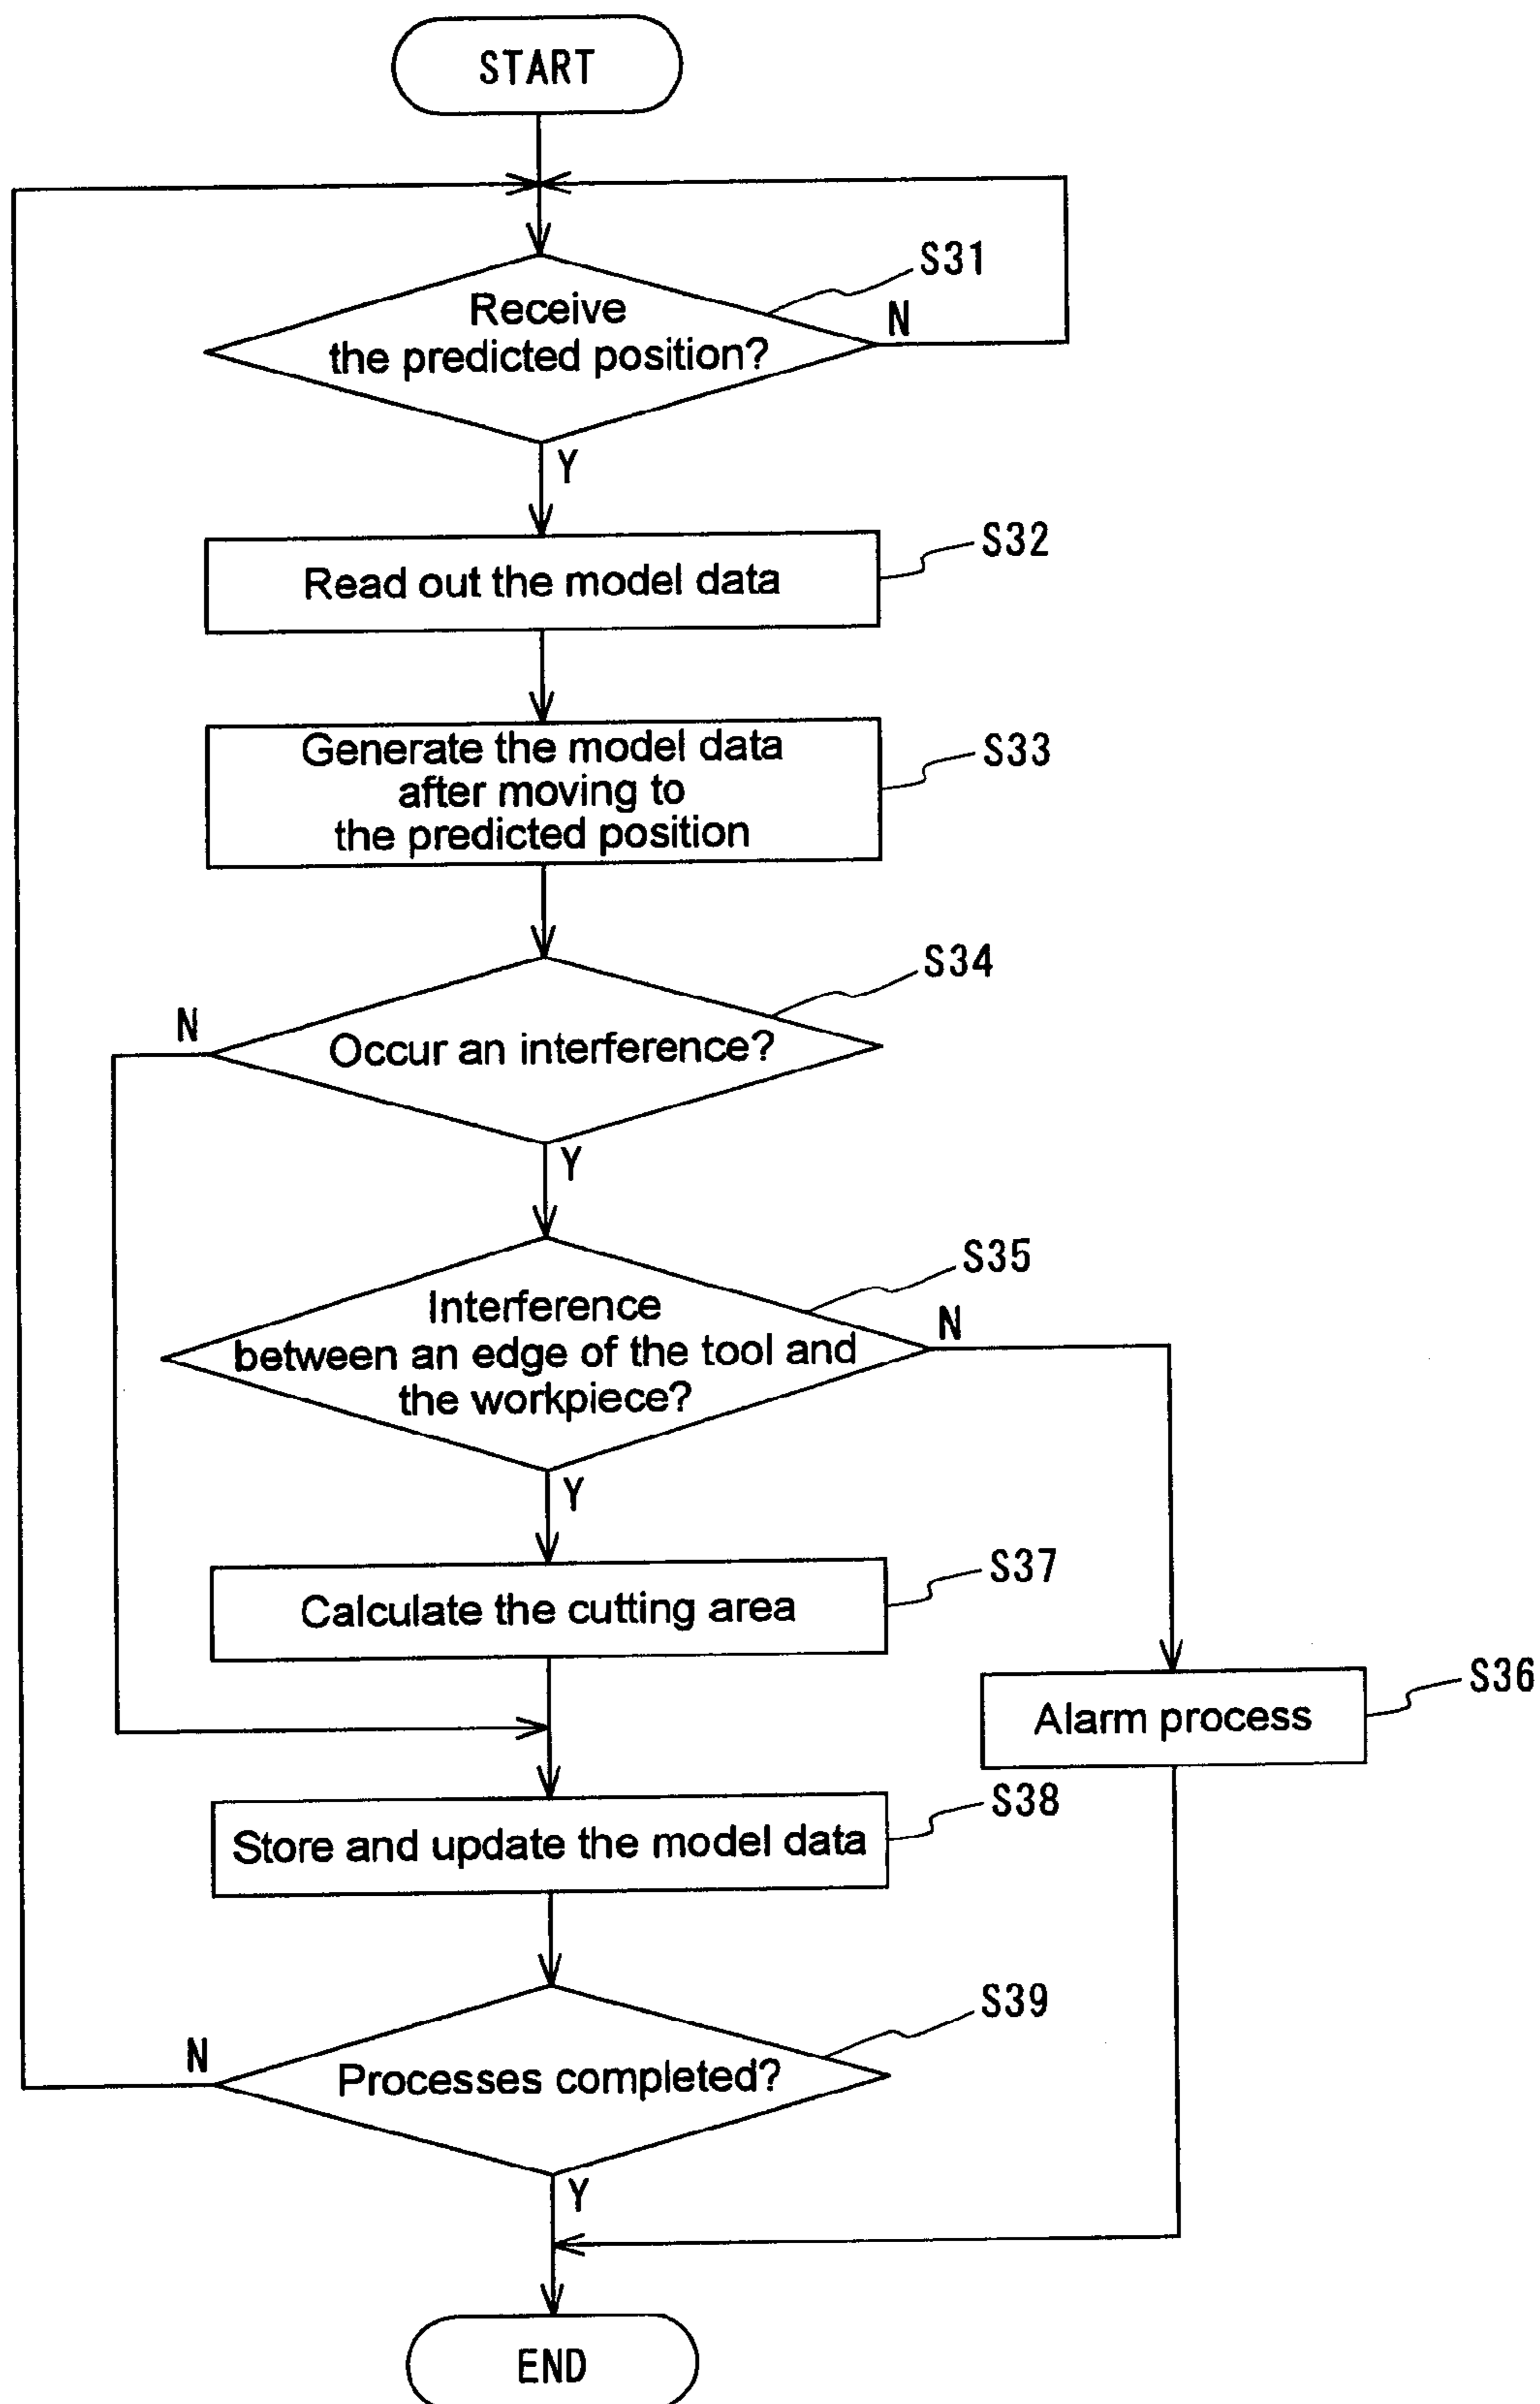 START
S31
Receive
the predicted position?
N
Y
S32
Read out the model data
S33
Generate the model data
after moving to
the predicted position
S34
N
Occur an interference?
Y
S35
Interference
between an edge of the tool and
the workpiece?
N
Y
S37
Calculate the cutting area
S36
Alarm process
S38
Store and update the model data
S39
N
Processes completed?
Y
END